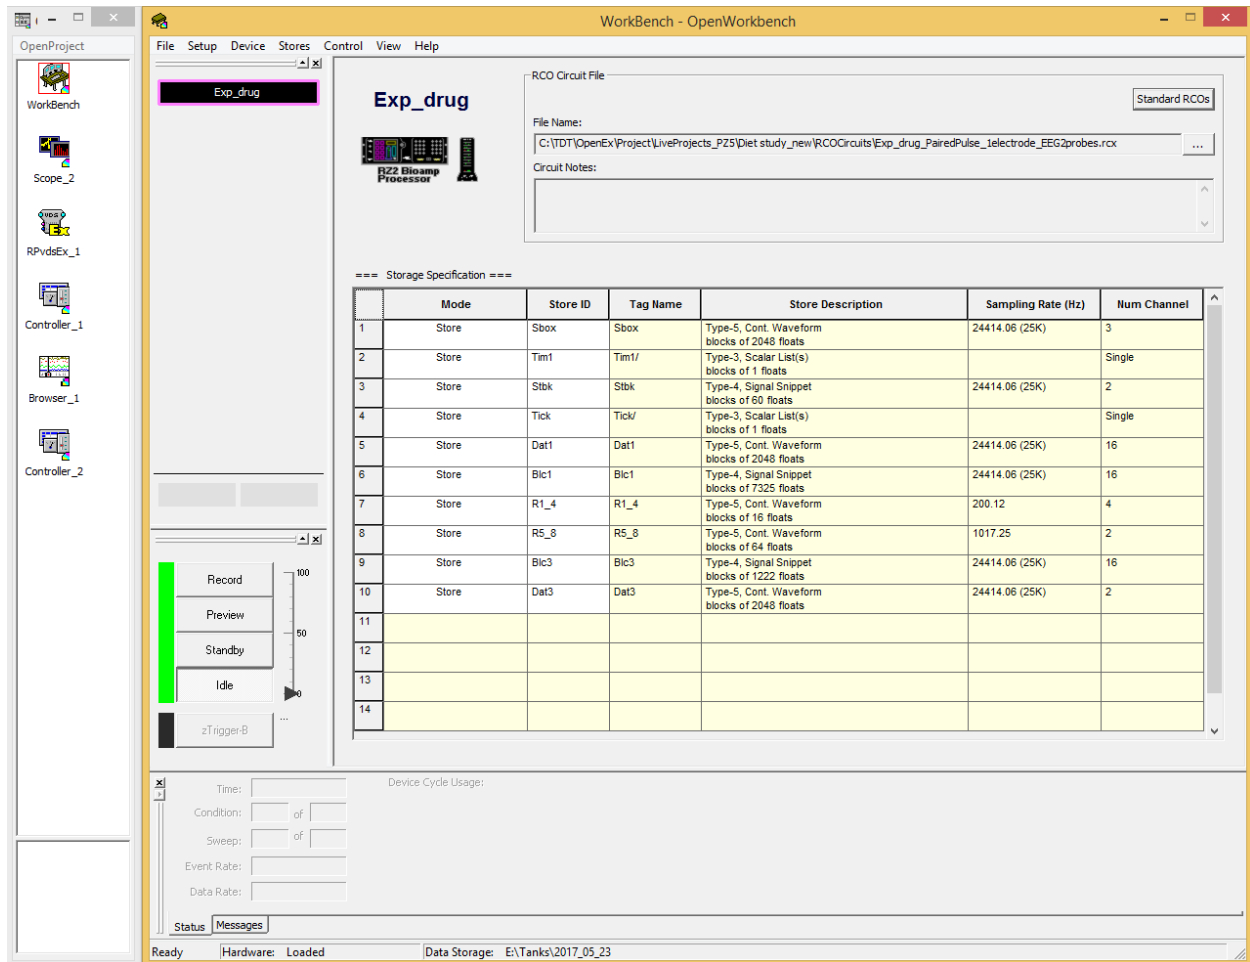 OpenProject
WorkBench
Scope_2
RPvdsEx_1
Controller_1
Browser_1
Controller_2
WorkBench - OpenWorkbench
File Setup Device Stores Control View Help
Exp_drug
Record
Preview
Standby
Idle
zTrigger-B
100
50
0
...
Exp_drug
RZ2 Bioamp
Processor
RCO Circuit File
Standard RCOs
File Name:
C:\TDT\OpenEx\Project\LiveProjects_PZ5\Diet study_new\RCOCircuits\Exp_drug_PairedPulse_1electrode_EEG2probes.rcx
...
Circuit Notes:
=== Storage Specification ===
Mode Store ID Tag Name Store Description Sampling Rate (Hz) Num Channel
1 Store Sbox Sbox Type-5, Cont. Waveform 24414.06 (25K) 3
blocks of 2048 floats
2 Store Tim1 Tim1/ Type-3, Scalar List(s) Single
blocks of 1 floats
3 Store Stbk Stbk Type-4, Signal Snippet 24414.06 (25K) 2
blocks of 60 floats
4 Store Tick Tick/ Type-3, Scalar List(s) Single
blocks of 1 floats
5 Store Dat1 Dat1 Type-5, Cont. Waveform 24414.06 (25K) 16
blocks of 2048 floats
6 Store Blc1 Blc1 Type-4, Signal Snippet 24414.06 (25K) 16
blocks of 7325 floats
7 Store R1_4 R1_4 Type-5, Cont. Waveform 200.12 4
blocks of 16 floats
8 Store R5_8 R5_8 Type-5, Cont. Waveform 1017.25 2
blocks of 64 floats
9 Store Blc3 Blc3 Type-4, Signal Snippet 24414.06 (25K) 16
blocks of 1222 floats
10 Store Dat3 Dat3 Type-5, Cont. Waveform 24414.06 (25K) 2
blocks of 2048 floats
11
12
13
14
Time:
Condition: of
Sweep: of
Event Rate:
Data Rate:
Device Cycle Usage:
Status Messages
Ready Hardware: Loaded Data Storage: E:\Tanks\2017_05_23